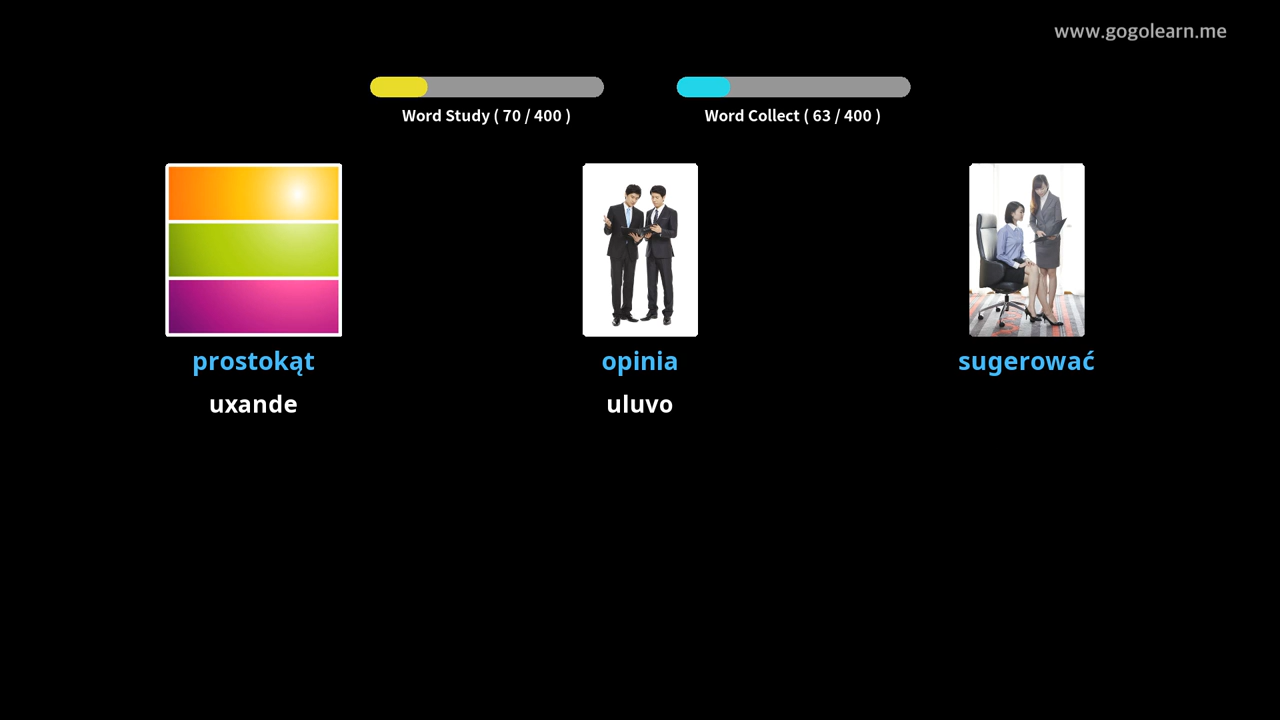 www.gogolearn.me
Word Study ( 70 / 400 )
Word Collect ( 63 / 400 )
prostokąt
opinia
sugerować
uxande
uluvo